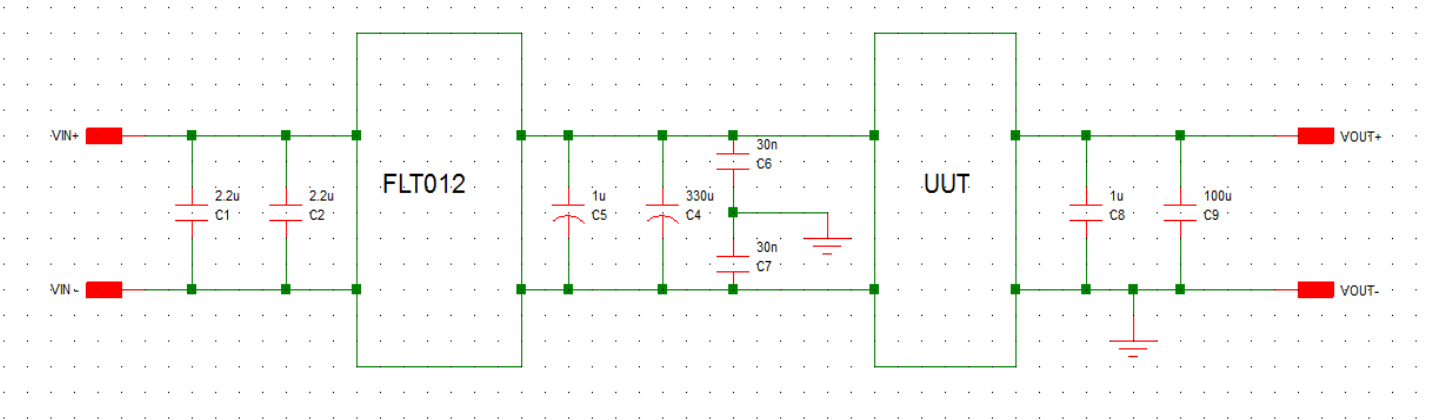 VIN+
VIN -
2.2u
C1
2.2u
C2
FLT012
1u
C5
330u
C4
30n
C6
30n
C7
UUT
1u
C8
100u
C9
VOUT+
VOUT-